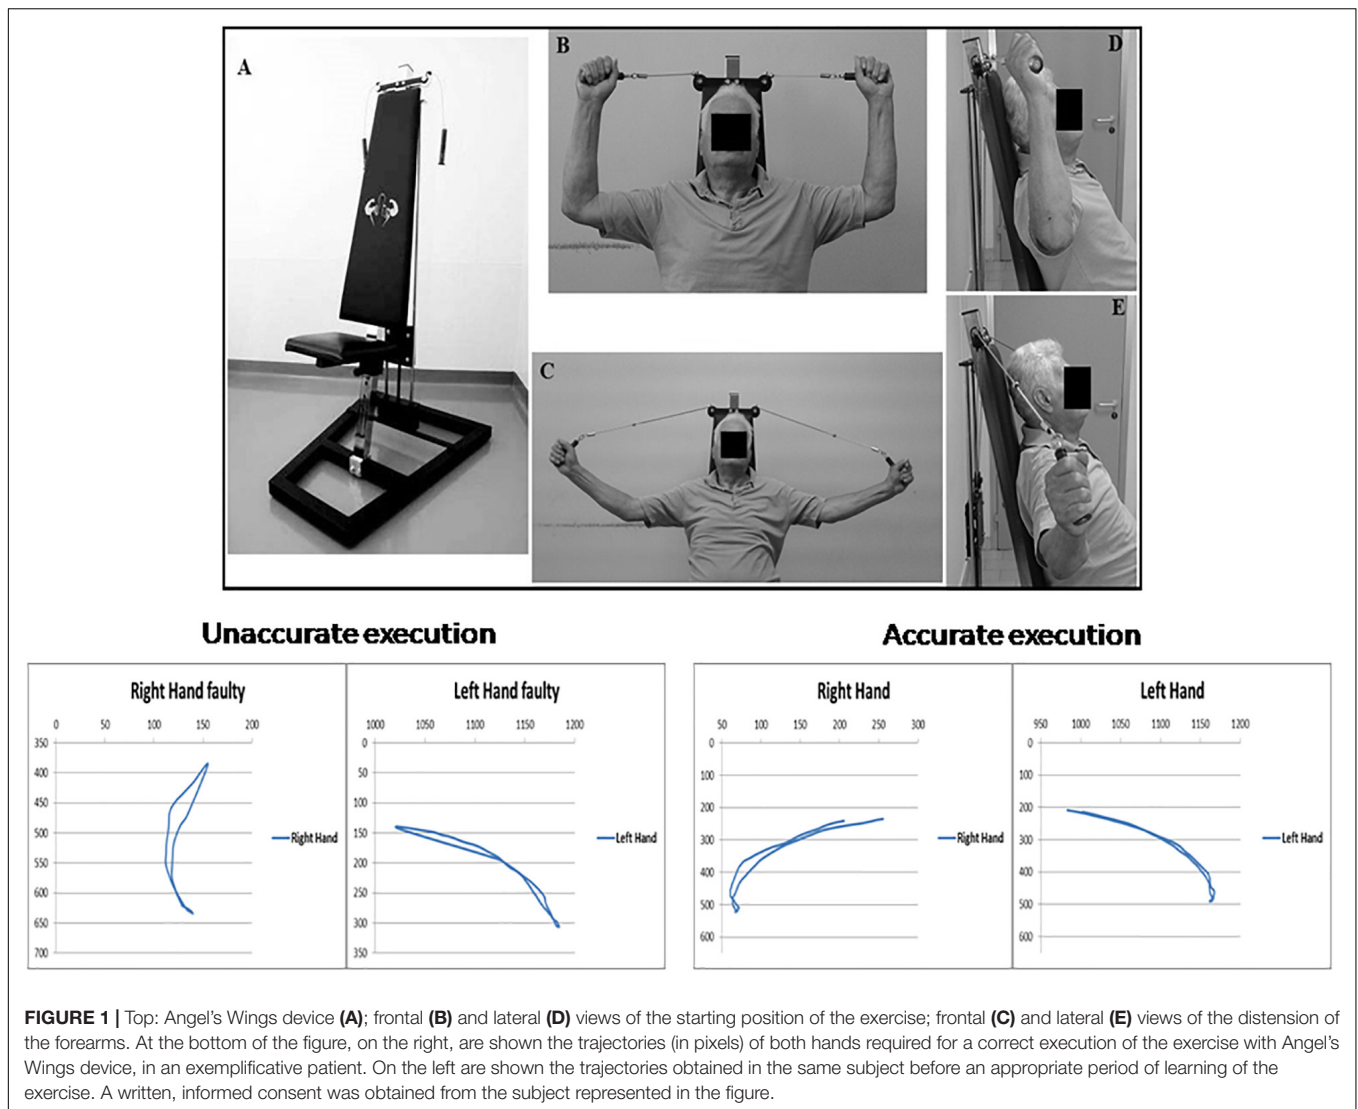 A
B
D
C
E
Unaccurate execution
Accurate execution
Right Hand faulty
0 50 100 150 200
350
400
450
500
550
600
650
700
Right Hand
Left Hand faulty
1000 1050 1100 1150 1200
0
50
100
150
200
250
300
350
Left Hand
Right Hand
50 100 150 200 250 300
0
100
200
300
400
500
600
Right Hand
Left Hand
950 1000 1050 1100 1150 1200
0
100
200
300
400
500
600
Left Hand
FIGURE 1 | Top: Angel's Wings device (A); frontal (B) and lateral (D) views of the starting position of the exercise; frontal (C) and lateral (E) views of the distension of
the forearms. At the bottom of the figure, on the right, are shown the trajectories (in pixels) of both hands required for a correct execution of the exercise with Angel's
Wings device, in an exemplificative patient. On the left are shown the trajectories obtained in the same subject before an appropriate period of learning of the
exercise. A written, informed consent was obtained from the subject represented in the figure.